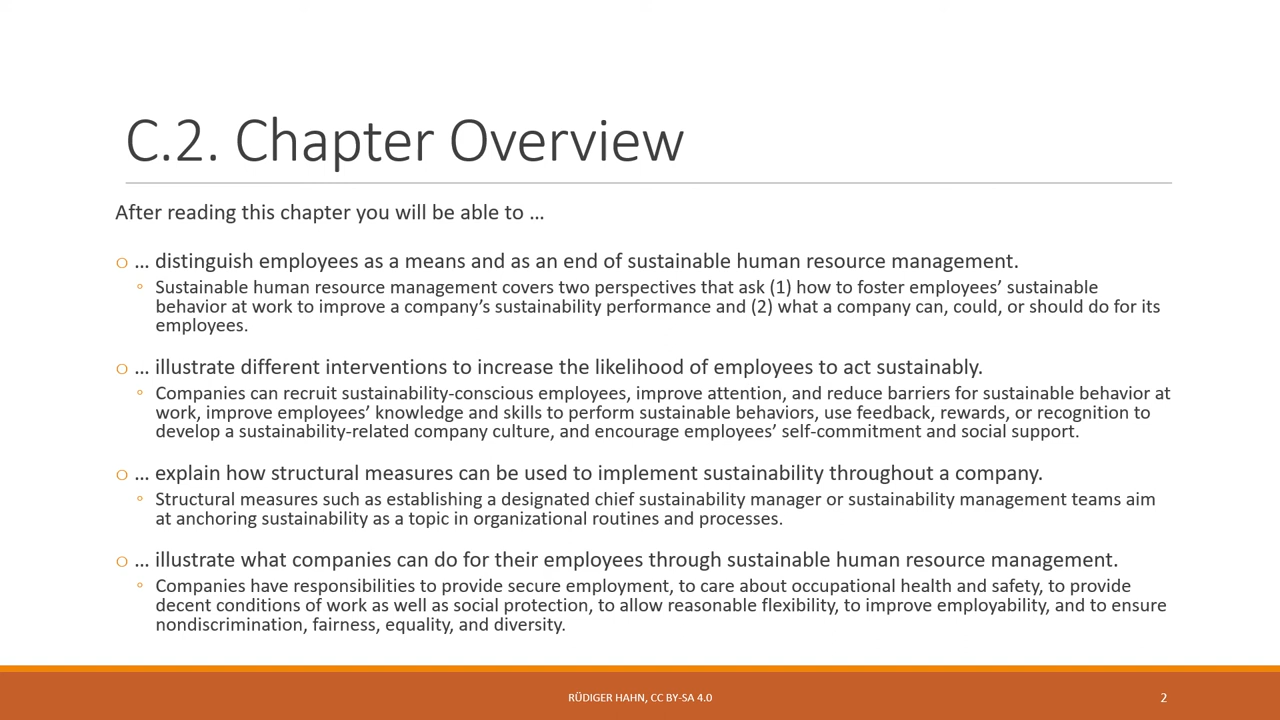 C.2. Chapter Overview
After reading this chapter you will be able to …
o … distinguish employees as a means and as an end of sustainable human resource management.
◦ Sustainable human resource management covers two perspectives that ask (1) how to foster employees’ sustainable
behavior at work to improve a company’s sustainability performance and (2) what a company can, could, or should do for its
employees.
o … illustrate different interventions to increase the likelihood of employees to act sustainably.
◦ Companies can recruit sustainability-conscious employees, improve attention, and reduce barriers for sustainable behavior at
work, improve employees’ knowledge and skills to perform sustainable behaviors, use feedback, rewards, or recognition to
develop a sustainability-related company culture, and encourage employees’ self-commitment and social support.
o … explain how structural measures can be used to implement sustainability throughout a company.
◦ Structural measures such as establishing a designated chief sustainability manager or sustainability management teams aim
at anchoring sustainability as a topic in organizational routines and processes.
o … illustrate what companies can do for their employees through sustainable human resource management.
◦ Companies have responsibilities to provide secure employment, to care about occupational health and safety, to provide
decent conditions of work as well as social protection, to allow reasonable flexibility, to improve employability, and to ensure
nondiscrimination, fairness, equality, and diversity.
RÜDIGER HAHN, CC BY-SA 4.0
2